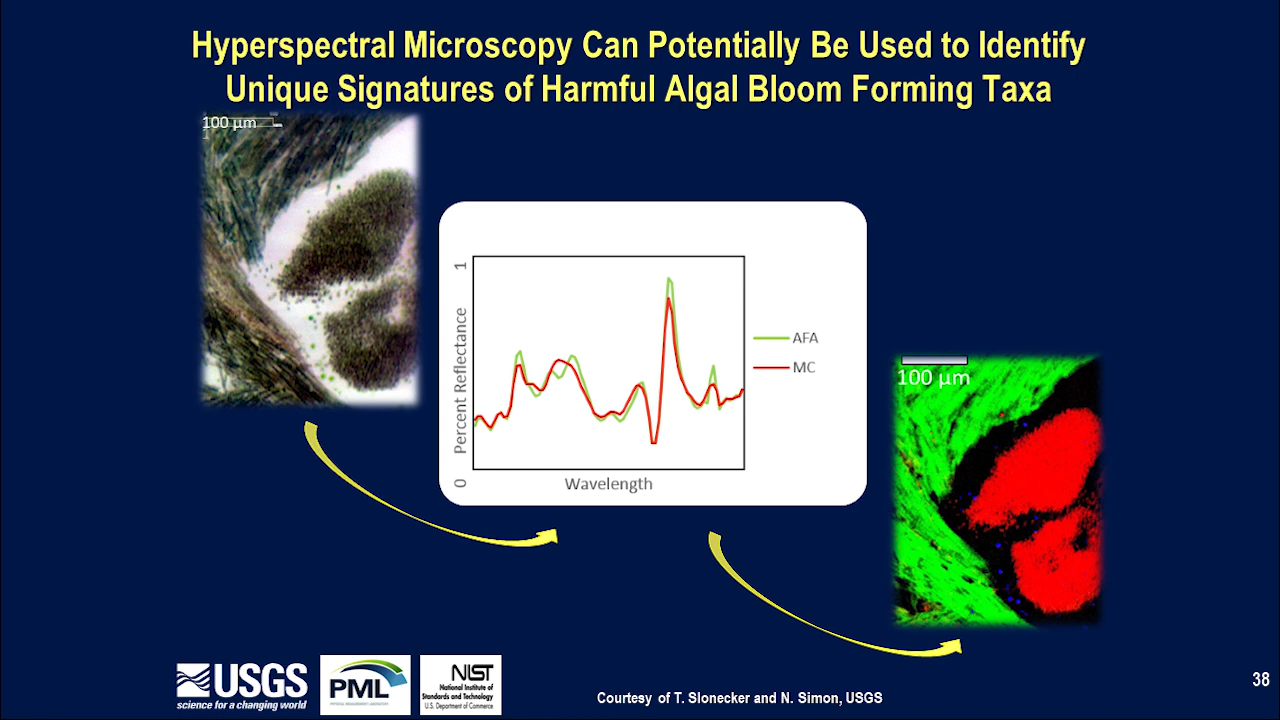 Hyperspectral Microscopy Can Potentially Be Used to Identify
Unique Signatures of Harmful Algal Bloom Forming Taxa
100 µm
1
Percent Reflectance
0
Wavelength
AFA
MC
100 µm
USGS
science for a changing world
PML
PHYSICAL MEASUREMENT LABORATORY
NIST
National Institute of
Standards and Technology
U.S. Department of Commerce
Courtesy of T. Slonecker and N. Simon, USGS
38